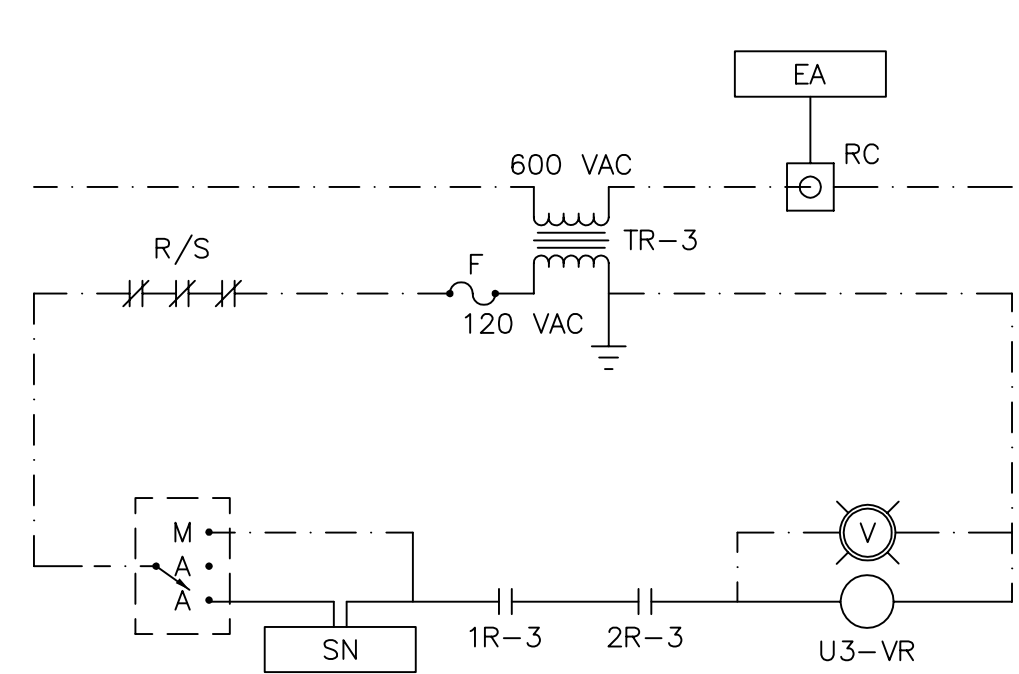 EA
RC
600 VAC
TR-3
R/S
F
120 VAC
M
A
A
V
1R-3
2R-3
SN
U3-VR